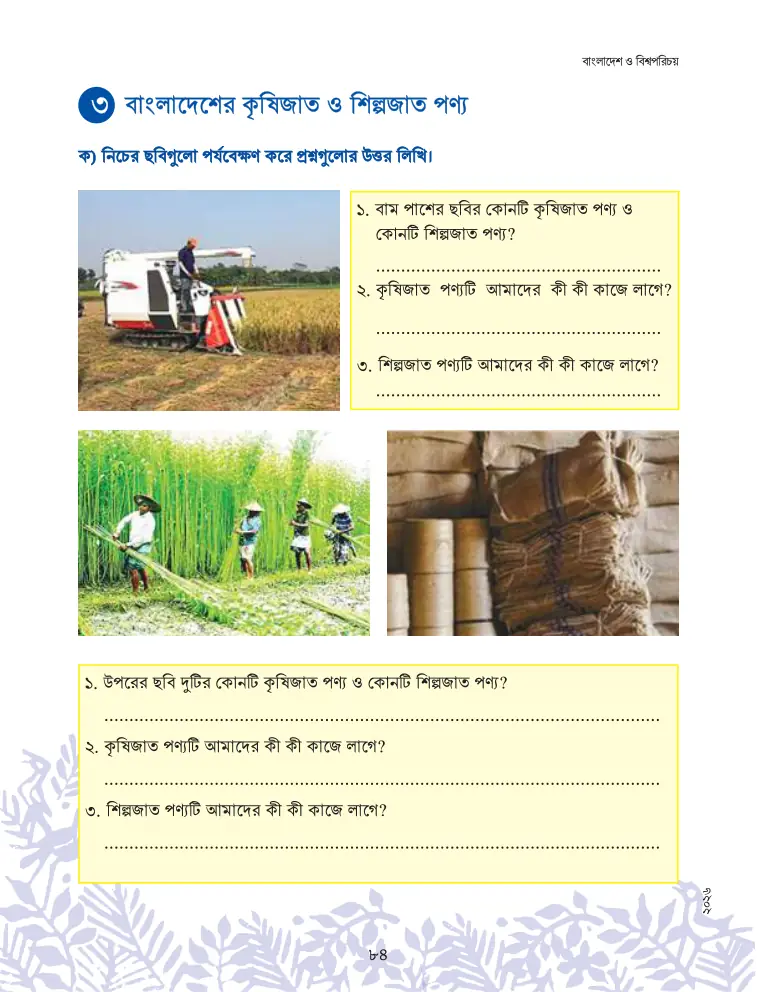 বাংলাদেশ ও বিশ্বপরিচয়
৩ বাংলাদেশের কৃষিজাত ও শিল্পজাত পণ্য
ক) নিচের ছবিগুলো পর্যবেক্ষণ করে প্রশ্নগুলোর উত্তর লিখি।
১. বাম পাশের ছবির কোনটি কৃষিজাত পণ্য ও
কোনটি শিল্পজাত পণ্য?
.........................................................
২. কৃষিজাত পণ্যটি আমাদের কী কী কাজে লাগে?
.........................................................
৩. শিল্পজাত পণ্যটি আমাদের কী কী কাজে লাগে?
.........................................................
১. উপরের ছবি দুটির কোনটি কৃষিজাত পণ্য ও কোনটি শিল্পজাত পণ্য?
...............................................................................................................
২. কৃষিজাত পণ্যটি আমাদের কী কী কাজে লাগে?
...............................................................................................................
৩. শিল্পজাত পণ্যটি আমাদের কী কী কাজে লাগে?
...............................................................................................................
২০২৬
৮৪